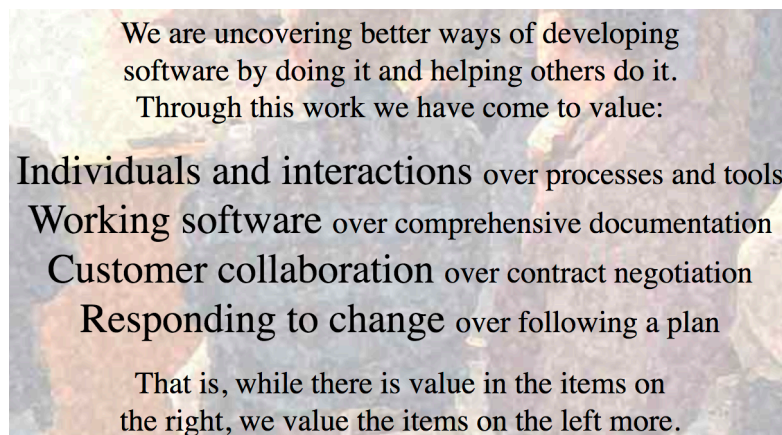 We are uncovering better ways of developing
software by doing it and helping others do it.
Through this work we have come to value:
Individuals and interactions over processes and tools
Working software over comprehensive documentation
Customer collaboration over contract negotiation
Responding to change over following a plan
That is, while there is value in the items on
the right, we value the items on the left more.